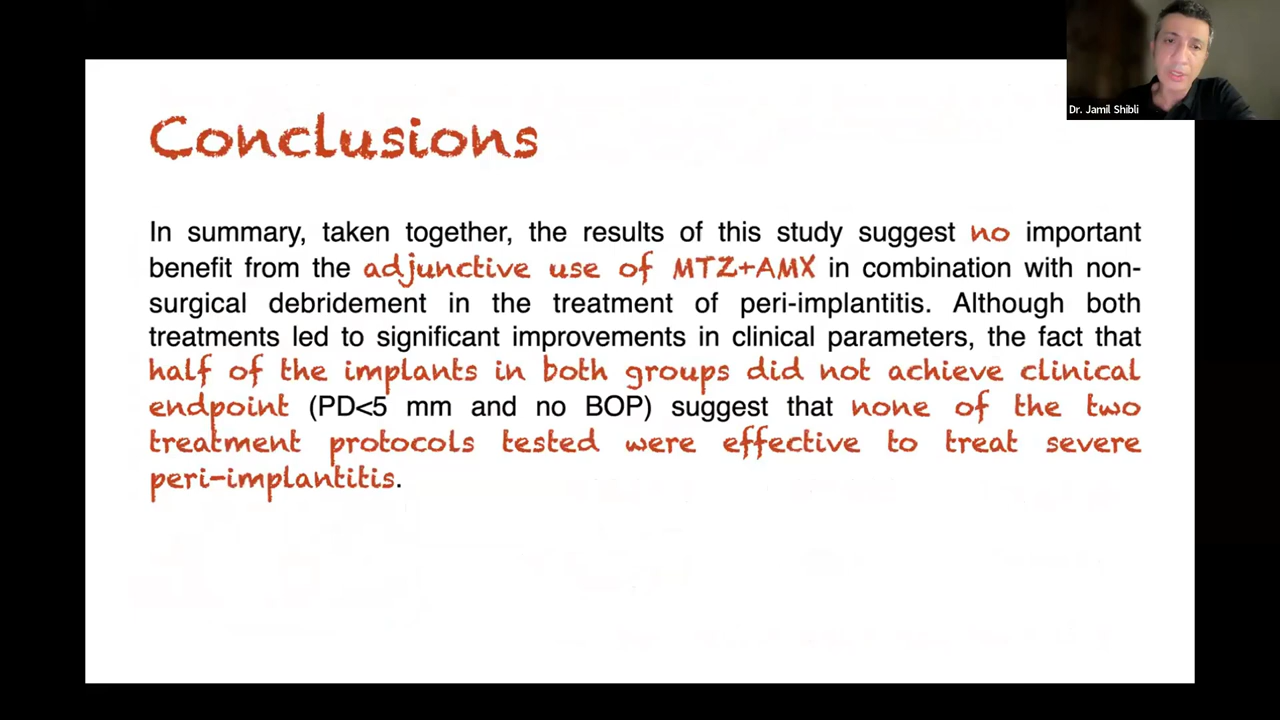 Dr. Jamil Shibli
Conclusions
In summary, taken together, the results of this study suggest no important
benefit from the adjunctive use of MTZ+AMX in combination with non-
surgical debridement in the treatment of peri-implantitis. Although both
treatments led to significant improvements in clinical parameters, the fact that
half of the implants in both groups did not achieve clinical
endpoint (PD<5 mm and no BOP) suggest that none of the two
treatment protocols tested were effective to treat severe
peri-implantitis.